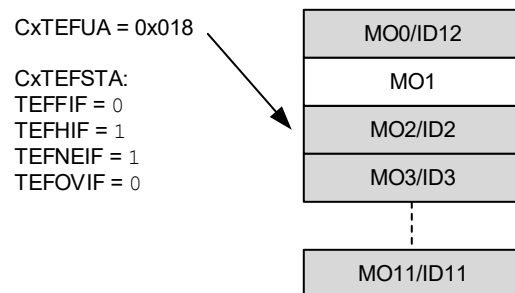 CxTEFUA = 0x018
CxTEFSTA:
TEFFIF = 0
TEFHIF = 1
TEFNEIF = 1
TEFOVIF = 0
MO0/ID12
MO1
MO2/ID2
MO3/ID3
MO11/ID11